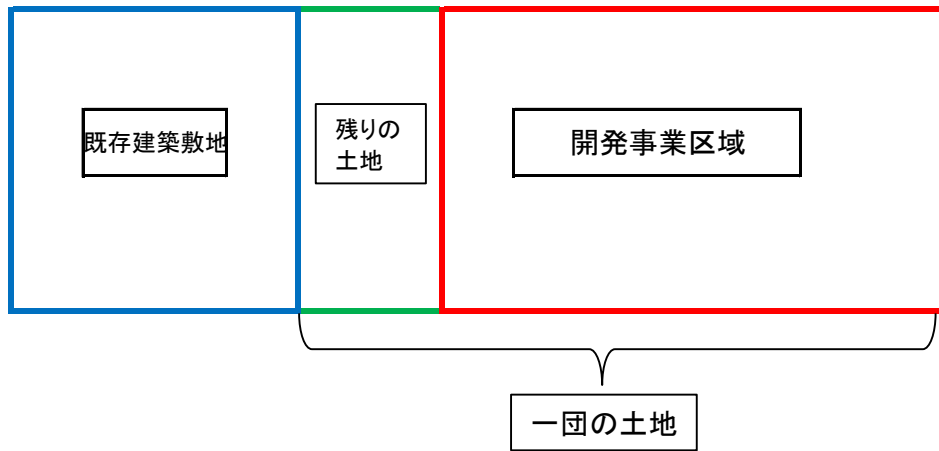 既存建築敷地
残りの
土地
開発事業区域
一団の土地